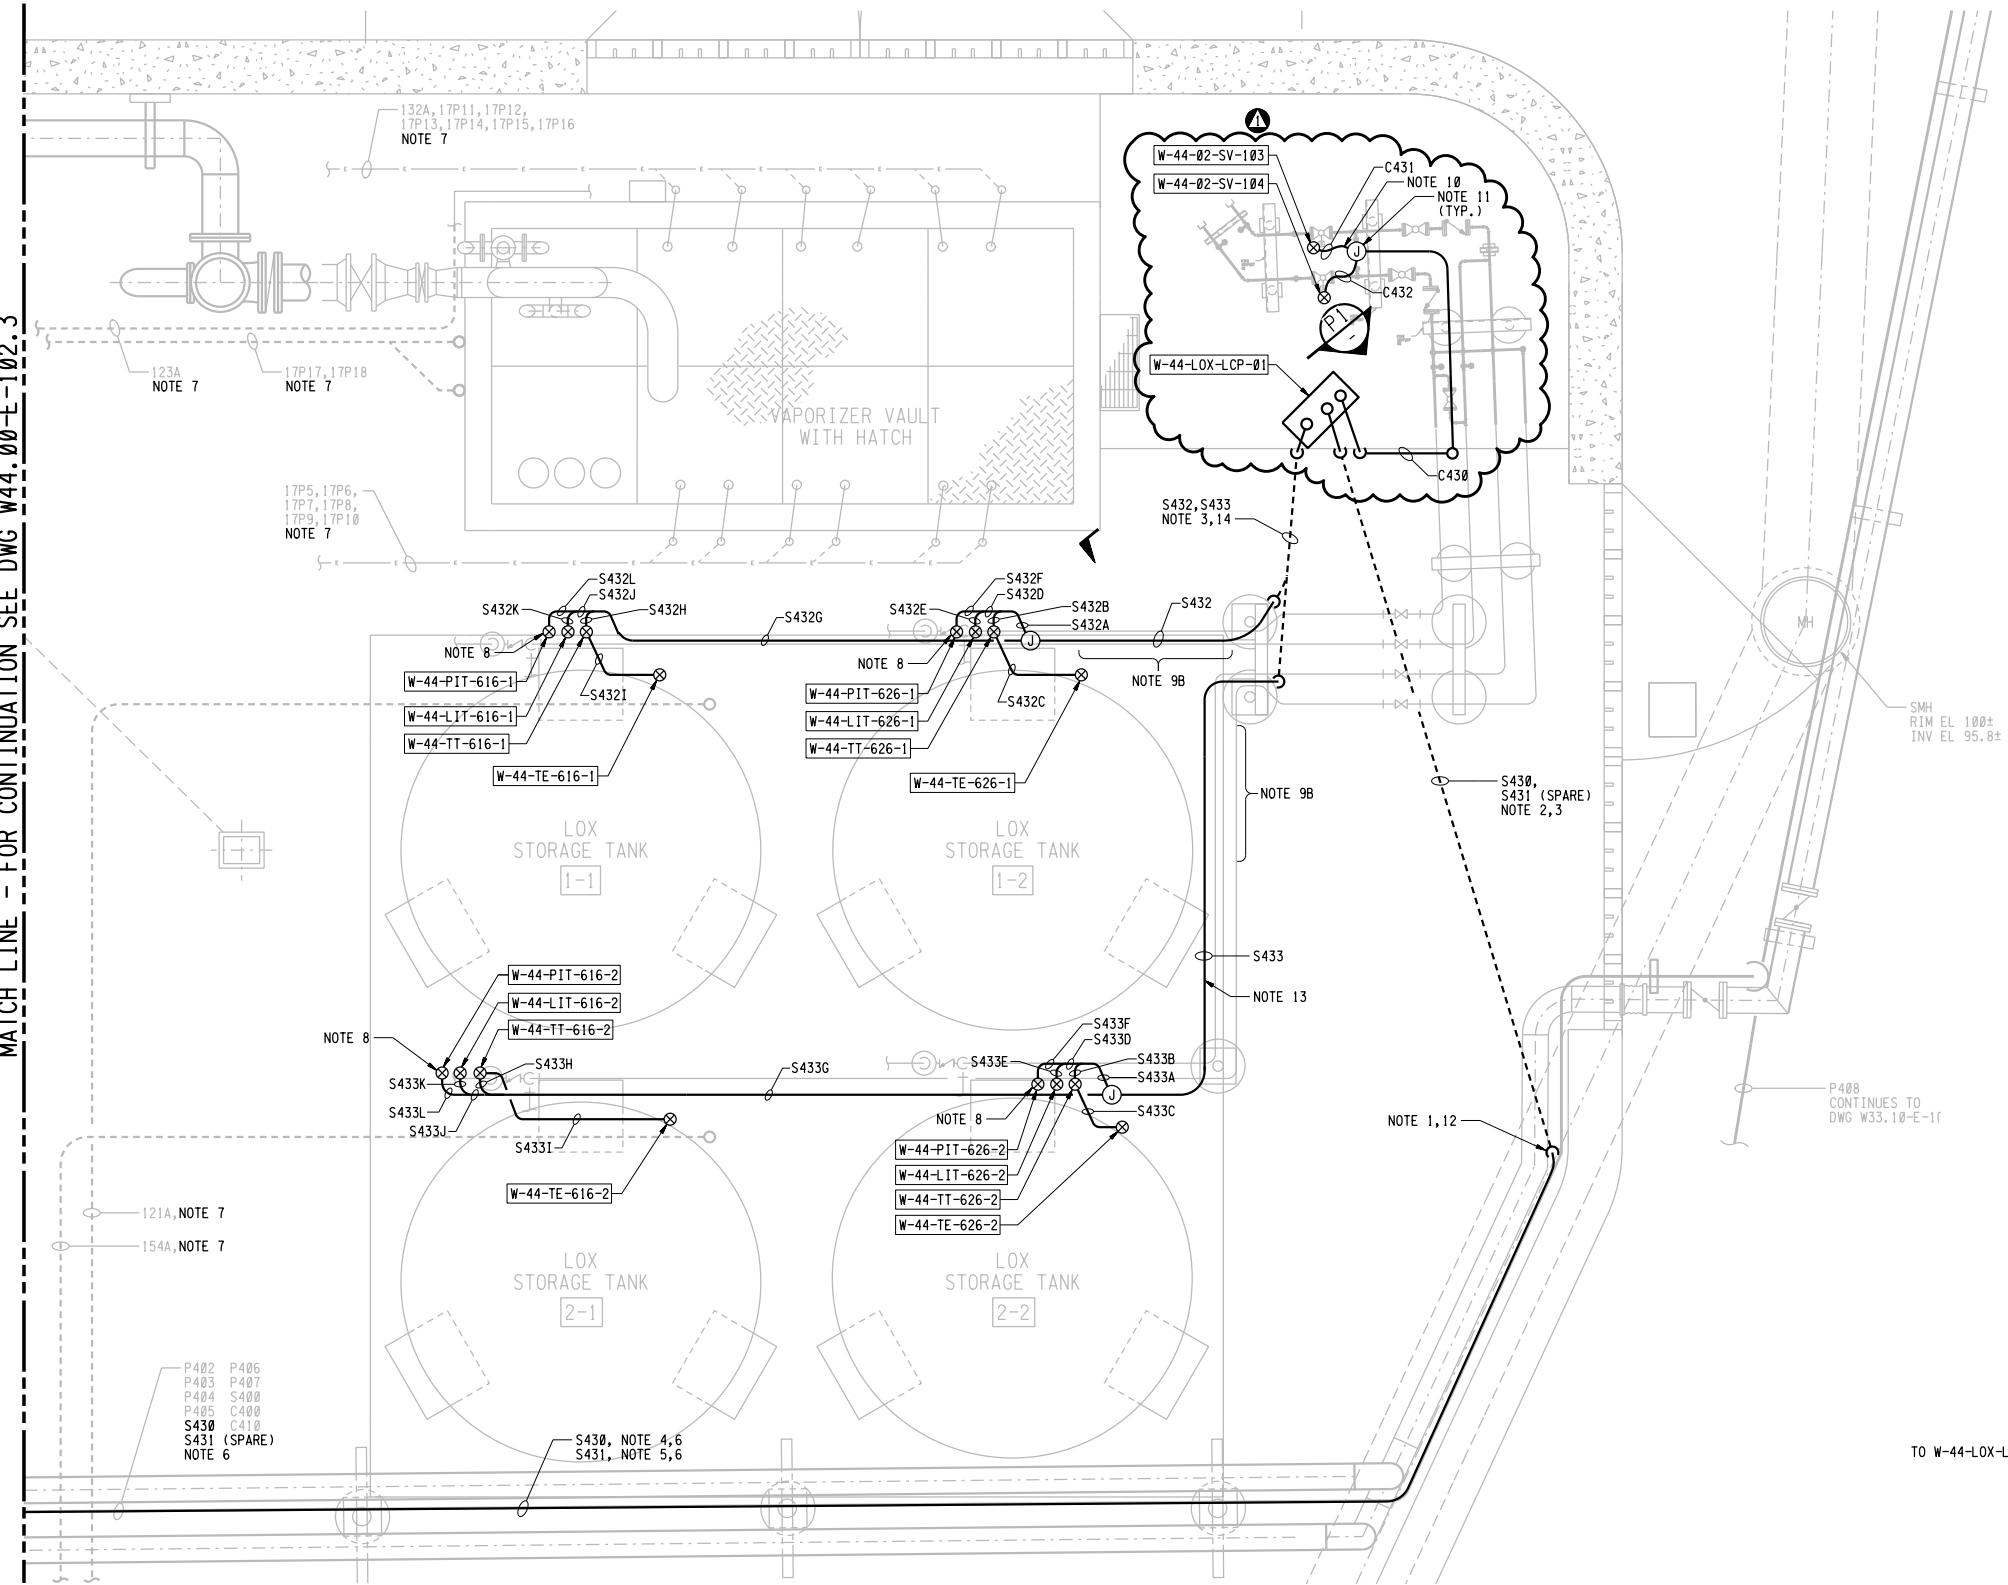 MATCH LINE - FOR CONTINUATION SEE DWG W44.00-E-102.3
132A,17P11,17P12,
17P13,17P14,17P15,17P16
NOTE 7
1
W-44-02-SV-103
W-44-02-SV-104
C431
NOTE 10
NOTE 11
(TYP.)
J
C432
P1
-
W-44-LOX-LCP-01
C430
123A
NOTE 7
17P17,17P18
NOTE 7
VAPORIZER VAULT
WITH HATCH
17P5,17P6,
17P7,17P8,
17P9,17P10
NOTE 7
S432,S433
NOTE 3,14
S432L
S432J
S432K
S432H
S432G
S432F
S432D
S432E
S432B
S432A
S432
J
NOTE 8
W-44-PIT-616-1
W-44-LIT-616-1
W-44-TT-616-1
W-44-TE-616-1
S432I
NOTE 8
W-44-PIT-626-1
W-44-LIT-626-1
W-44-TT-626-1
W-44-TE-626-1
S432C
NOTE 9B
NOTE 9B
MH
SMH
RIM EL 100±
INV EL 95.8±
S430,
S431 (SPARE)
NOTE 2,3
LOX
STORAGE TANK
1-1
LOX
STORAGE TANK
1-2
S433
NOTE 13
W-44-PIT-616-2
W-44-LIT-616-2
W-44-TT-616-2
NOTE 8
S433H
S433K
S433L
S433J
S433I
S433G
W-44-TE-616-2
S433F
S433D
S433E
S433B
S433A
J
S433C
NOTE 8
W-44-PIT-626-2
W-44-LIT-626-2
W-44-TT-626-2
W-44-TE-626-2
NOTE 1,12
P408
CONTINUES TO
DWG W33.10-E-1
121A,NOTE 7
154A,NOTE 7
LOX
STORAGE TANK
2-1
LOX
STORAGE TANK
2-2
P402 P406
P403 P407
P404 S400
P405 C400
S430 C410
S431 (SPARE)
NOTE 6
S430, NOTE 4,6
S431, NOTE 5,6
TO W-44-LOX-L